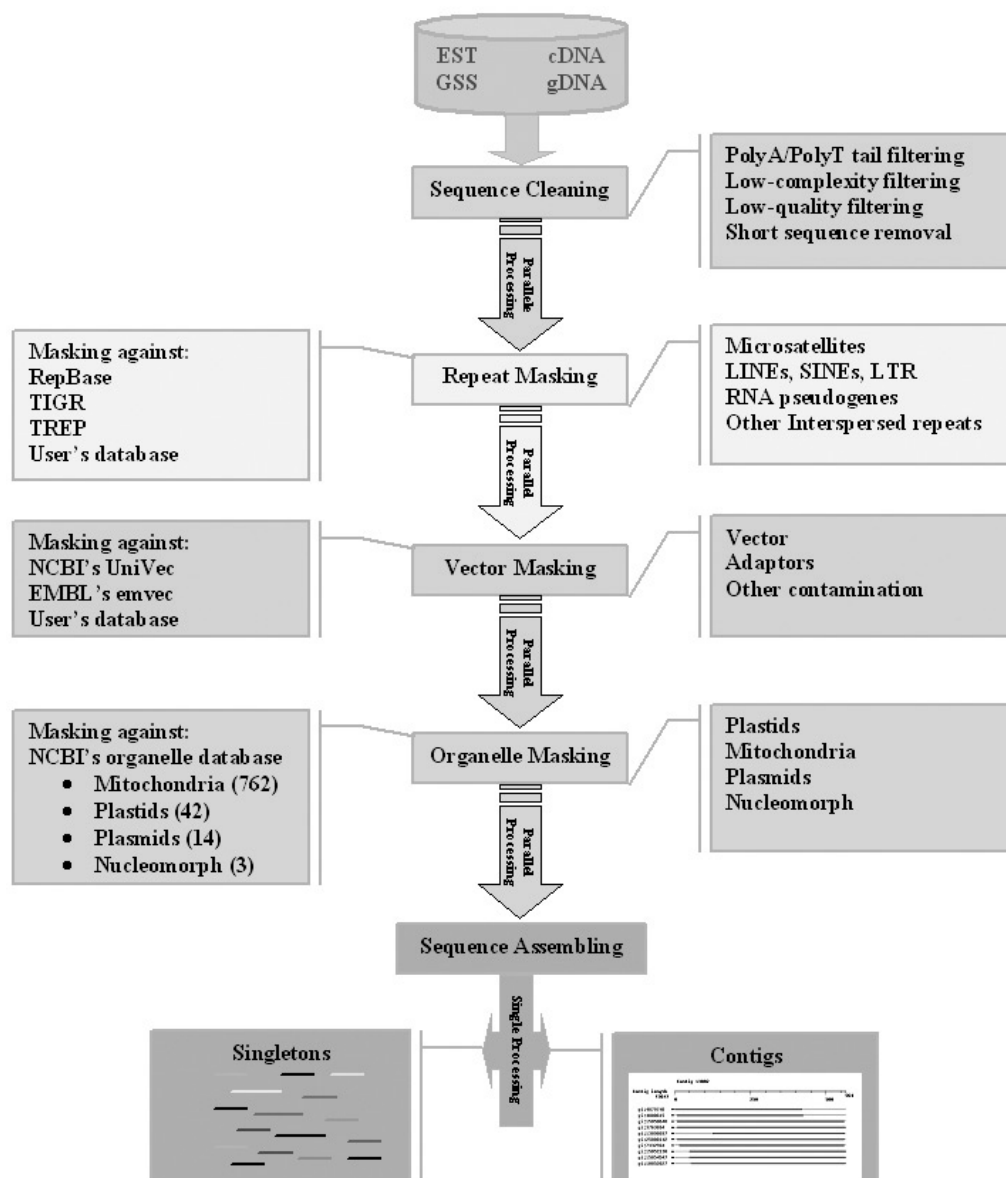 EST cDNA
GSS gDNA
Sequence Cleaning
PolyA/PolyT tail filtering
Low-complexity filtering
Low-quality filtering
Short sequence removal
Parallele
Processing
Masking against:
RepBase
TIGR
TREP
User’s database
Repeat Masking
Microsatellites
LINEs, SINEs, LTR
RNA pseudogenes
Other Interspersed repeats
Parallel
Processing
Masking against:
NCBI’s UniVec
EMBL’s emvec
User’s database
Vector Masking
Vector
Adaptors
Other contamination
Parallel
Processing
Masking against:
NCBI’s organelle database
• Mitochondria (762)
• Plastids (42)
• Plasmids (14)
• Nucleomorph (3)
Organelle Masking
Plastids
Mitochondria
Plasmids
Nucleomorph
Parallel
Processing
Sequence Assembling
Single Processing
Singletons
Contigs
Contig length
0